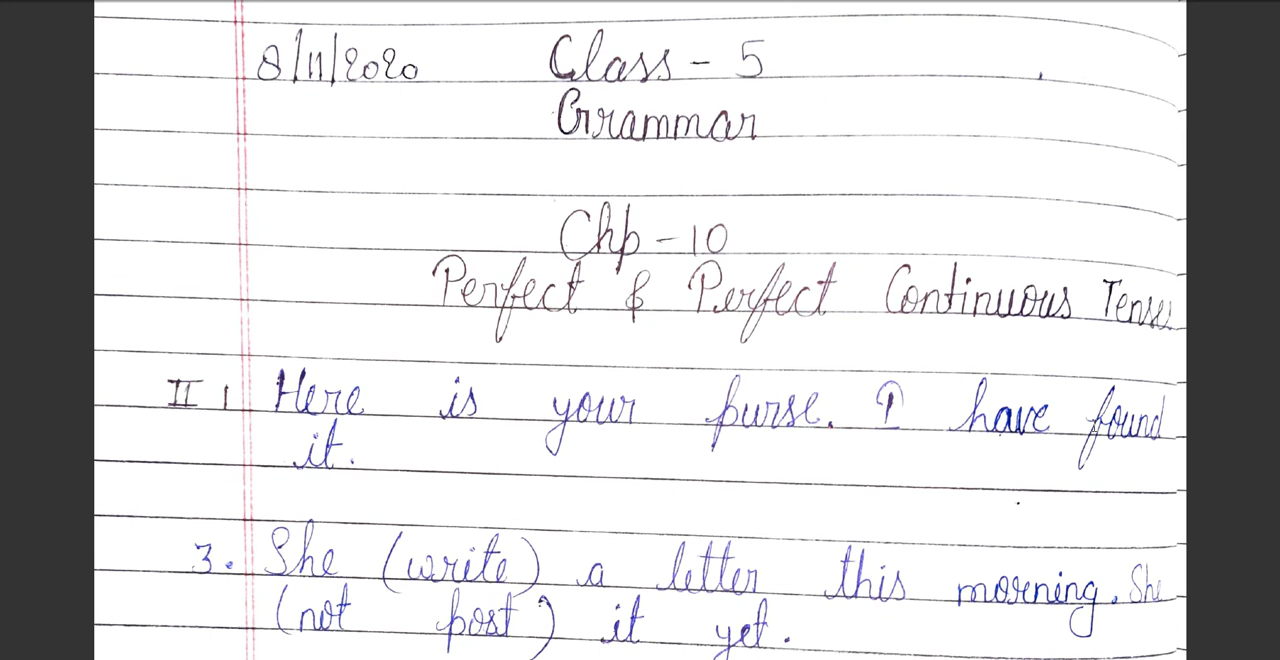 8/11/2020 Class - 5
Grammar
Chp - 10
Perfect & Perfect Continuous Tense
II 1 Here is your purse. I have found
it.
3. She (write) a letter this morning. She
(not post) it yet.